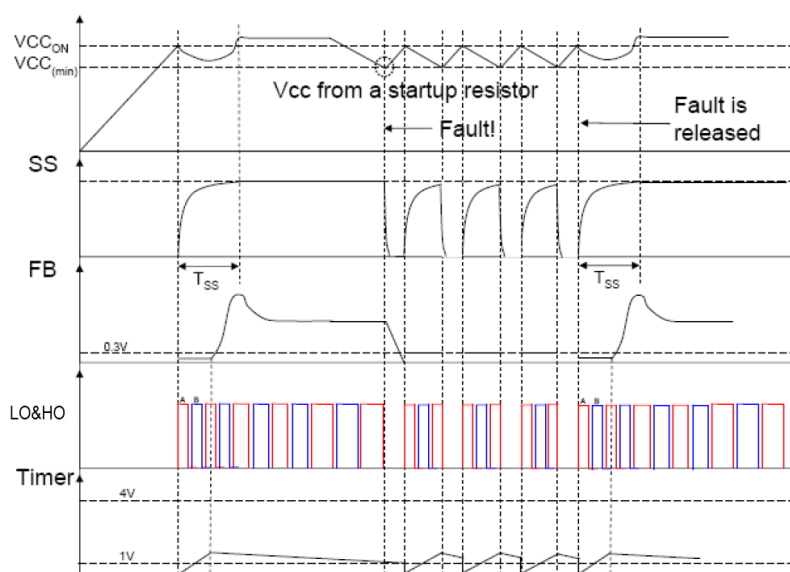 VCC_ON
VCC_(min)
Vcc from a startup resistor
Fault!
Fault is
released
SS
T_SS
T_SS
FB
0.3V
A B
A B
LO&HO
Timer
4V
1V